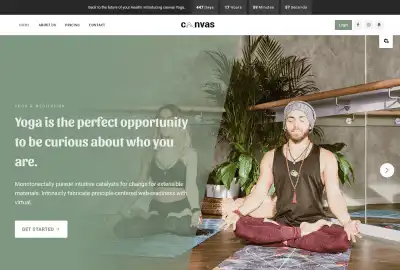 Back to the future of your Health: Introducing Canvas Yoga. 447 Days 17 Hours 59 Minutes 57 Seconds
HOME ABOUT US PRICING CONTACT canvas Login
YOGA & MEDITATION
Yoga is the perfect opportunity
to be curious about who you
are.
Monotonectally pursue intuitive catalysts for change for extensible
materials. Intrinsicly fabricate principle-centered web-readiness with
virtual.
GET STARTED >